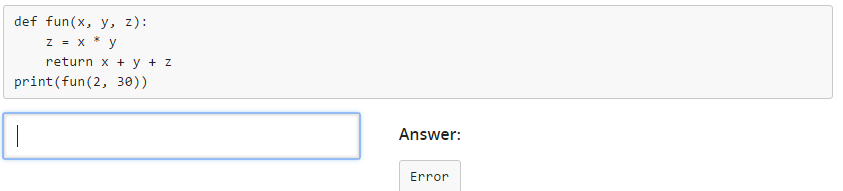 def fun(x, y, z):
    z = x * y
    return x + y + z
print(fun(2, 30))
Answer:
Error